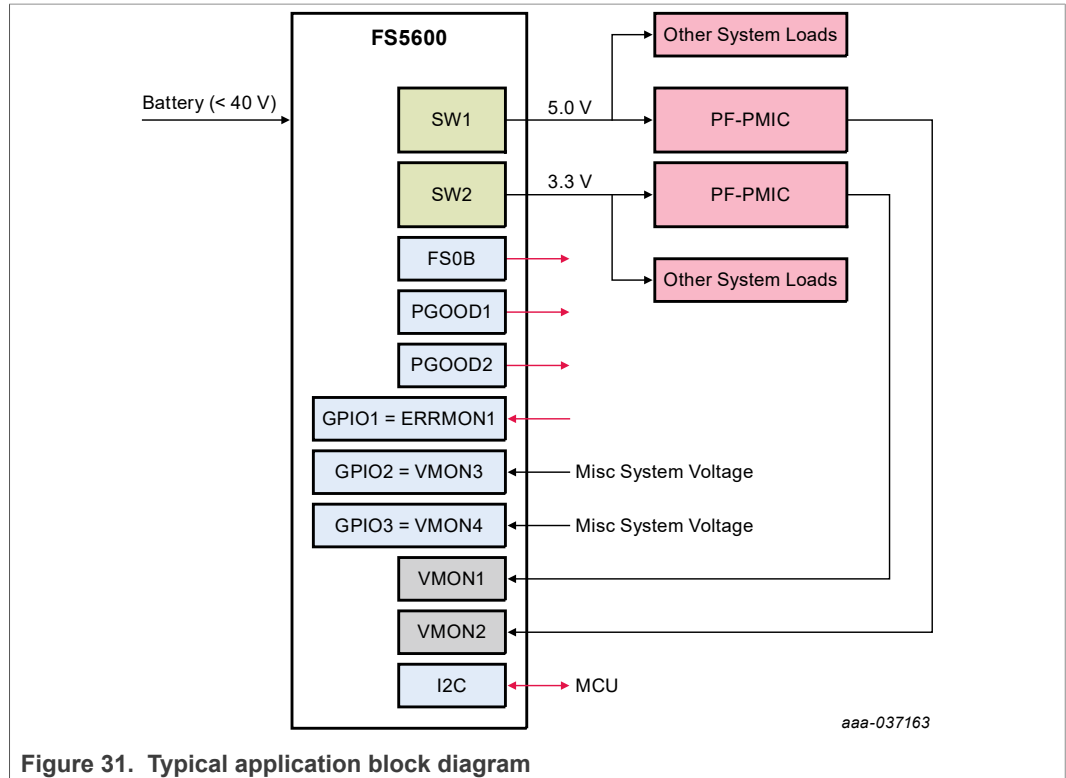 FS5600
Other System Loads
Battery (< 40 V)
SW1
5.0 V
PF-PMIC
SW2
3.3 V
PF-PMIC
FS0B
Other System Loads
PGOOD1
PGOOD2
GPIO1 = ERRMON1
GPIO2 = VMON3
Misc System Voltage
GPIO3 = VMON4
Misc System Voltage
VMON1
VMON2
I2C
MCU
aaa-037163
Figure 31. Typical application block diagram